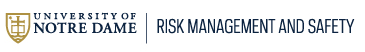 UNIVERSITY OF
NOTRE DAME
RISK MANAGEMENT AND SAFETY